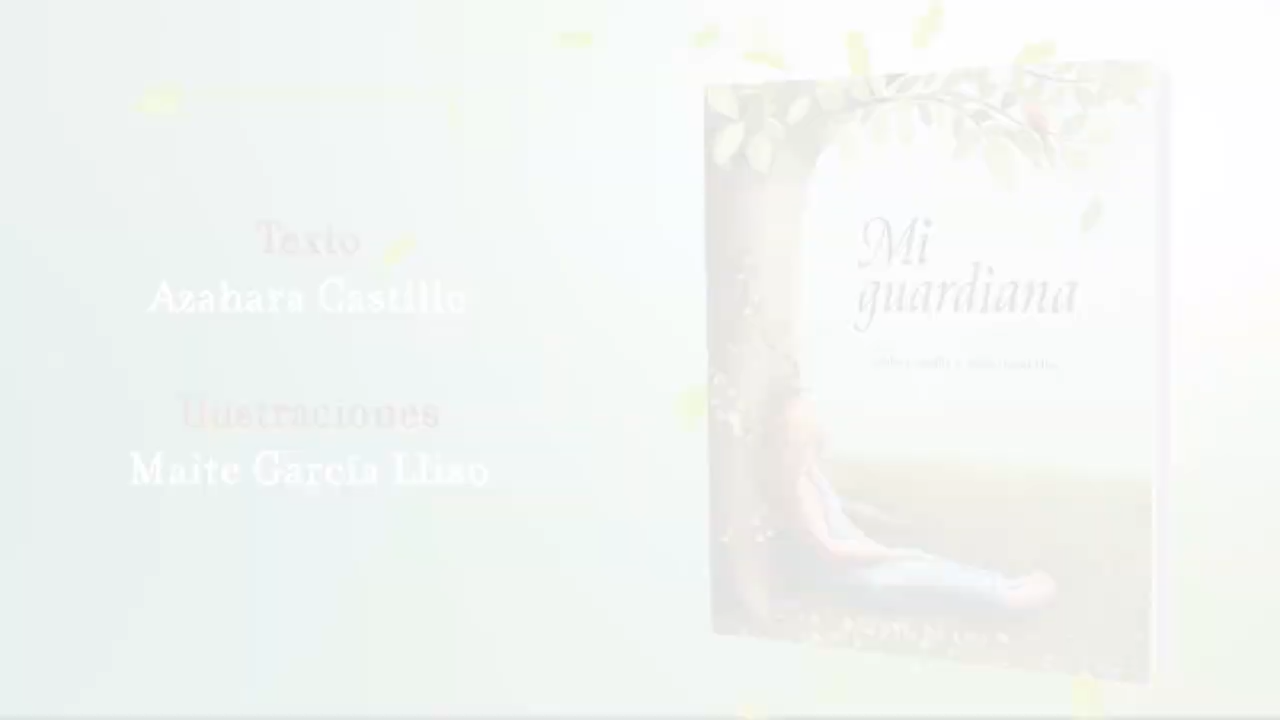 Texto
Azahara Castillo
Ilustraciones
Maite García Lliso
Mi
guardiana